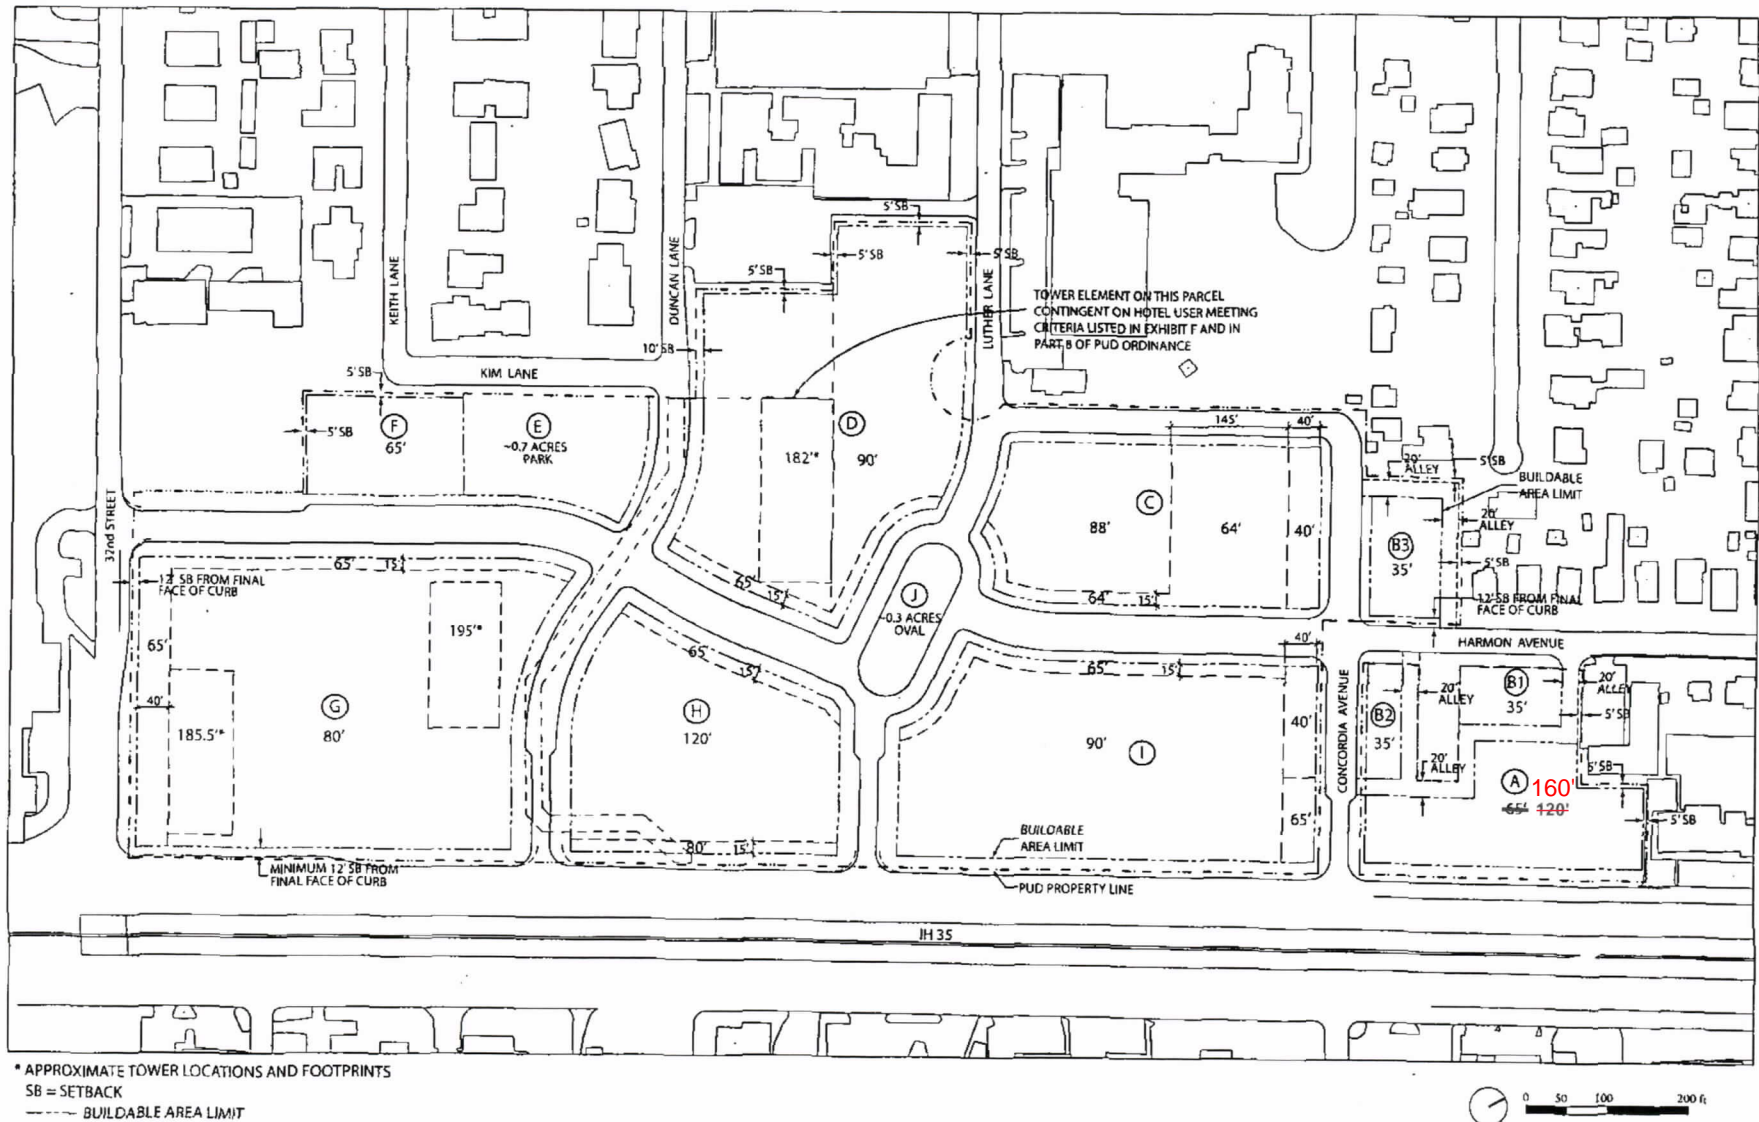 5' SB
5' SB
5' SB
5' SB
KEITH LANE
DUNCAN LANE
LUTHER LANE
TOWER ELEMENT ON THIS PARCEL
CONTINGENT ON HOTEL USER MEETING
CRITERIA LISTED IN EXHIBIT F AND IN
PART 8 OF PUD ORDINANCE
10' SB
KIM LANE
5' SB
5' SB
F
65'
E
~0.7 ACRES
PARK
D
182'*
90'
145'
40'
C
88'
64'
40'
64'
15'
20'
ALLEY
5' SB
BUILDABLE
AREA LIMIT
20'
ALLEY
B3
35'
5' SB
12' SB FROM FINAL
FACE OF CURB
HARMON AVENUE
32nd STREET
12' SB FROM FINAL
FACE OF CURB
65'
15'
65'
40'
185.5'*
195'*
G
80'
65'
15'
J
~0.3 ACRES
OVAL
65'
15'
H
120'
80'
15'
65'
15'
40'
90'
I
40'
65'
CONCORDIA AVENUE
B2
35'
20'
ALLEY
B1
35'
20'
ALLEY
5' SB
20'
ALLEY
5' SB
A
160'
65' 120'
5' SB
BUILDABLE
AREA LIMIT
PUD PROPERTY LINE
MINIMUM 12' SB FROM
FINAL FACE OF CURB
IH 35
* APPROXIMATE TOWER LOCATIONS AND FOOTPRINTS
SB = SETBACK
BUILDABLE AREA LIMIT
0 50 100 200 ft